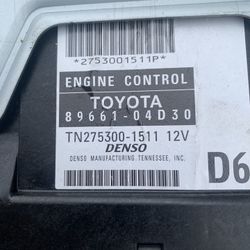 *2753001511P*
ENGINE CONTROL
TOYOTA
89661-04D30
TN275300-1511 12V
DENSO
DENSO MANUFACTURING TENNESSEE, INC.
D6